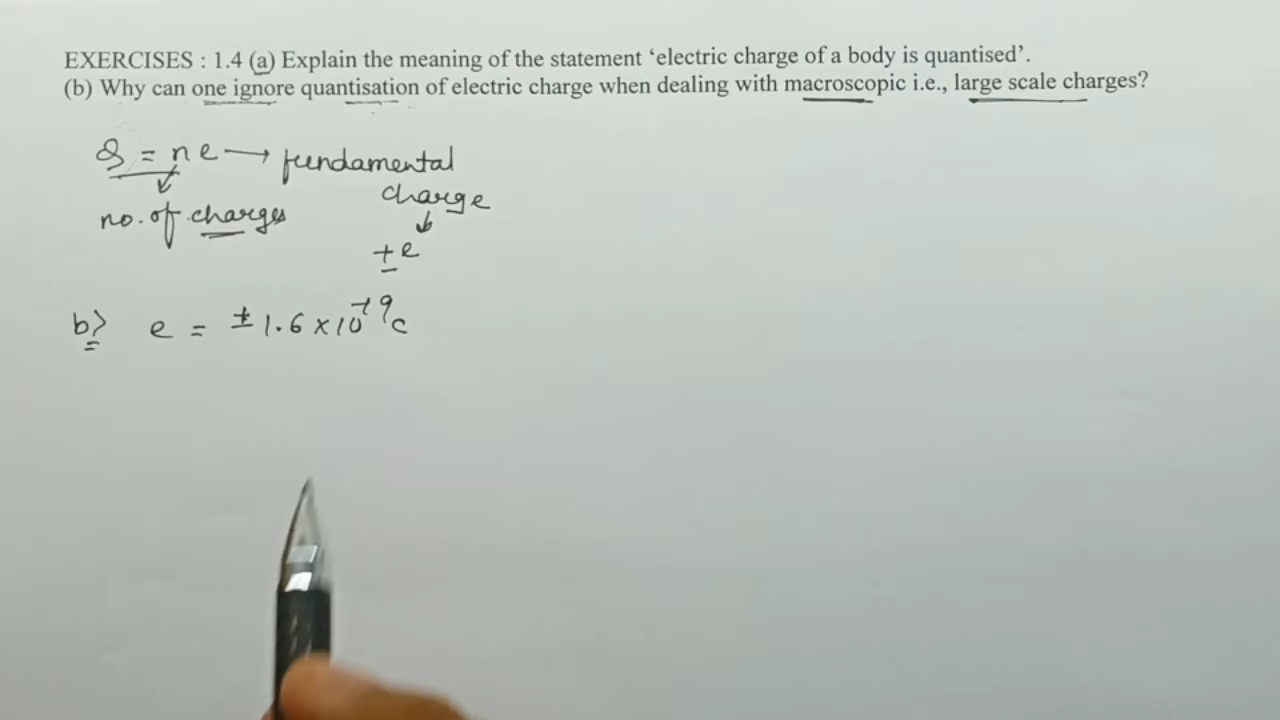 EXERCISES : 1.4 (a) Explain the meaning of the statement ‘electric charge of a body is quantised’.
(b) Why can one ignore quantisation of electric charge when dealing with macroscopic i.e., large scale charges?
Q = ne → fundamental
charge
no. of charges
±e
b) e = ±1.6×10⁻¹⁹C